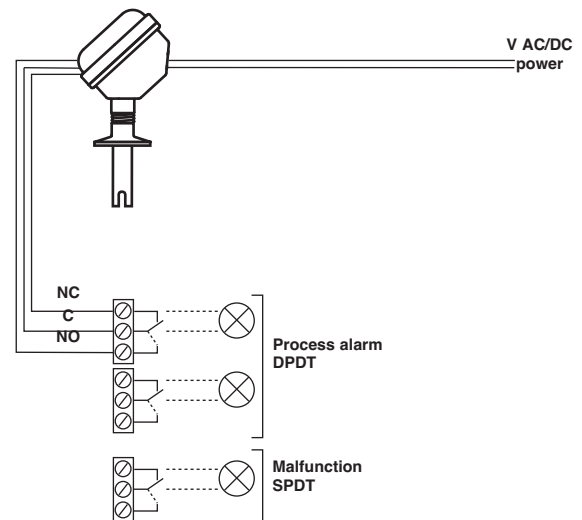 V AC/DC
power
NC
C
NO
Process alarm
DPDT
Malfunction
SPDT